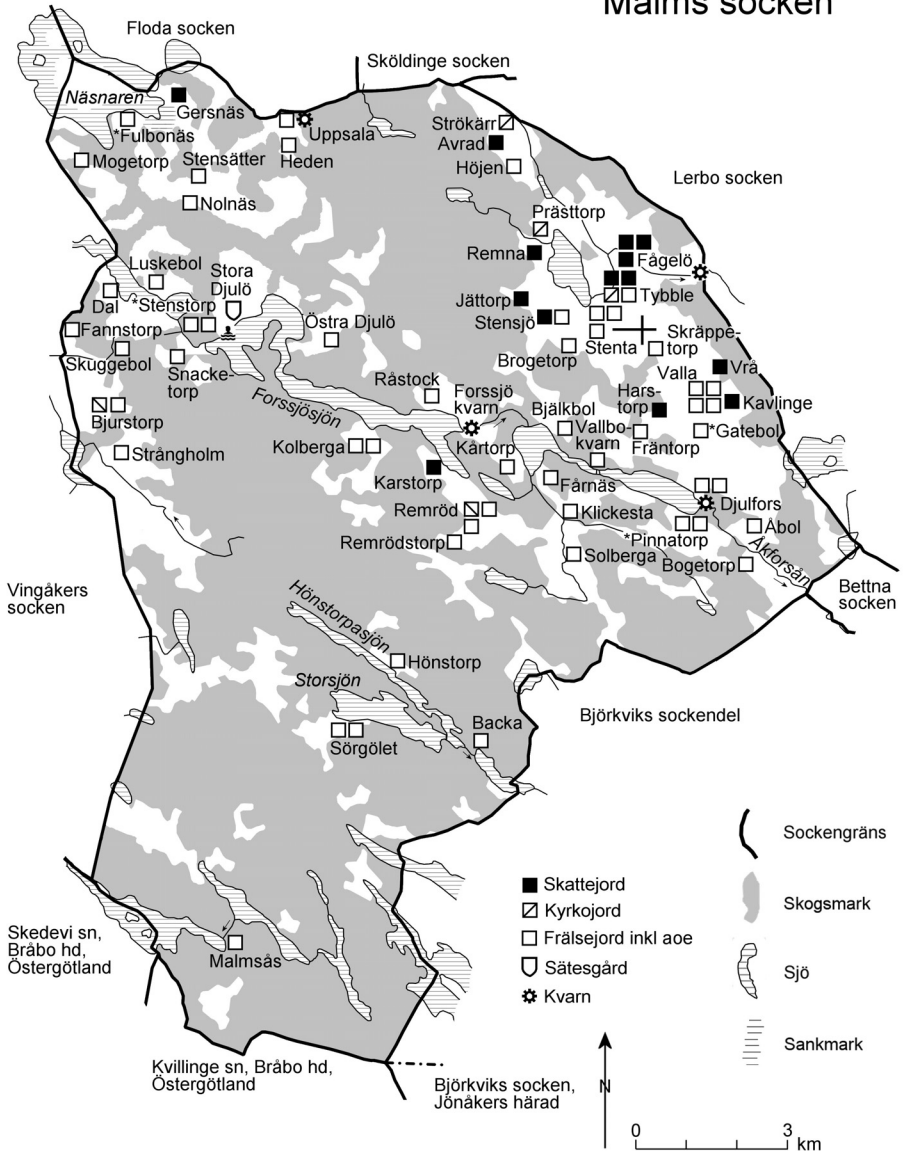 Malms socken
Floda socken
Sköldinge socken
Näsnaren
Gersnäs
*Fulbonäs
Uppsala
Mogetorp
Stensätter
Heden
Nolnäs
Strökärr
Avrad
Höjen
Lerbo socken
Prästtorp
Remna
Fågelö
Luskebol
Stora
Djulö
Dal
*Stenstorp
Jättorp
Tybble
Fannstorp
Östra Djulö
Stensjö
Skuggebol
Snacke-
torp
Brogetorp
Stenta
Skräppe-
torp
Råstock
Forssjö
kvarn
Forssjösjön
Valla
Vrå
Hars-
torp
Kavlinge
Bjurstorp
Bjälkbol
Vallbo-
kvarn
Fräntorp
*Gatebol
Strångholm
Kolberga
Kartorp
Karstorp
Fårnäs
Djulfors
Remröd
Klickesta
*Pinnatorp
Åbol
Remrödstorp
Solberga
Bogetorp
Åkforsån
Vingåkers
socken
Bettna
socken
Hönstorpasjön
Hönstorp
Storsjön
Backa
Björkviks sockendel
Sörgölet
Sockengräns
Skattejord
Kyrkojord
Frälsejord inkl aoe
Sätesgård
Kvarn
Skogsmark
Sjö
Sankmark
Skedevi sn,
Bråbo hd,
Östergötland
Malmsås
Kvillinge sn, Bråbo hd,
Östergötland
Björkviks socken,
Jönåkers härad
N
0 3
km